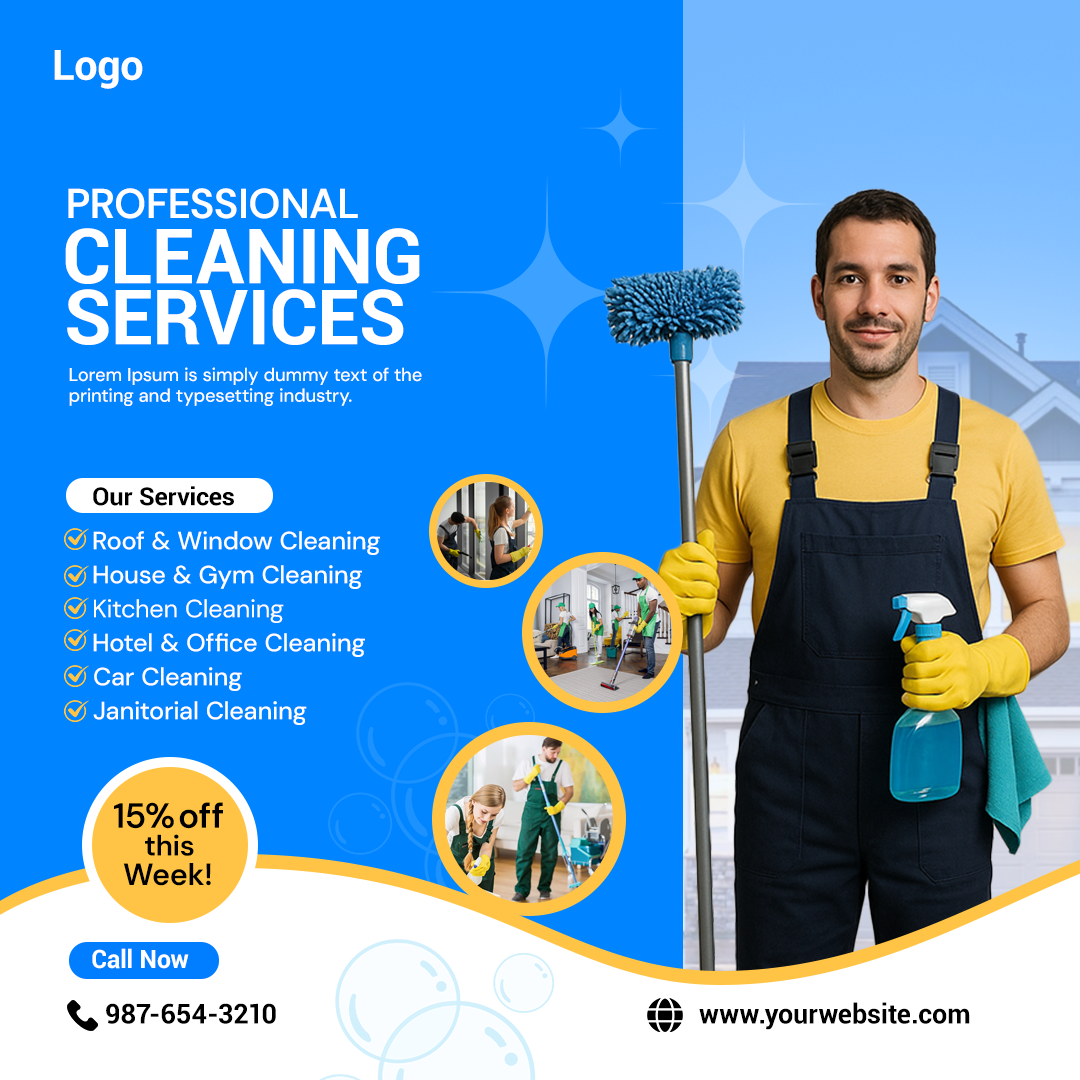 Logo
PROFESSIONAL
CLEANING
SERVICES
Lorem Ipsum is simply dummy text of the
printing and typesetting industry.
Our Services
Roof & Window Cleaning
House & Gym Cleaning
Kitchen Cleaning
Hotel & Office Cleaning
Car Cleaning
Janitorial Cleaning
15% off
this
Week!
Call Now
987-654-3210
www.yourwebsite.com